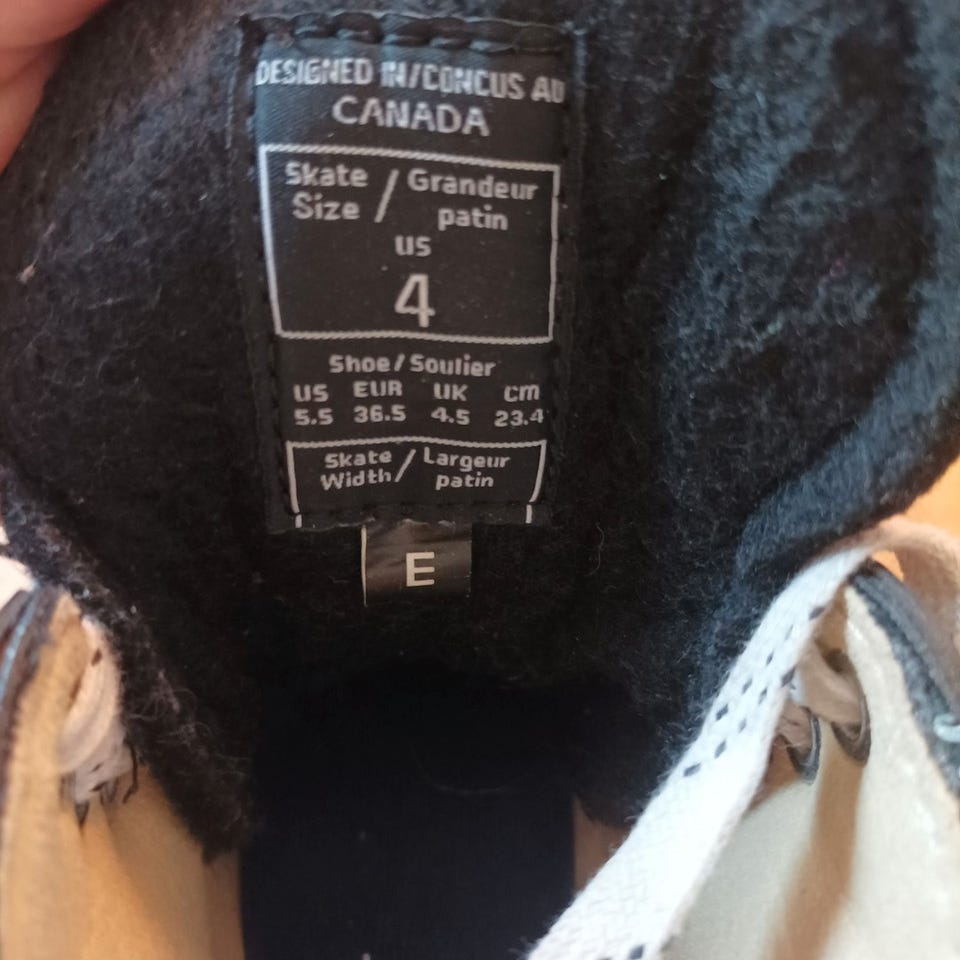 DESIGNED IN/CONCUS AU
CANADA
Skate Size / Grandeur patin
us
4
Shoe/Soulier
US EUR UK cm
5.5 36.5 4.5 23.4
Skate Width / Largeur patin
E